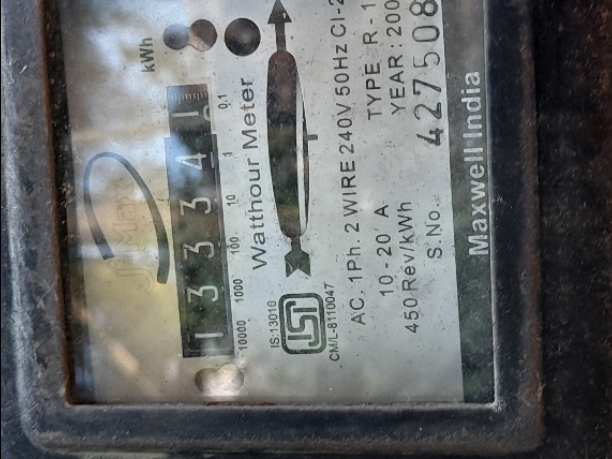 kWh
1 3 3 3 4 1
10000 1000 100 10 1 0.1
Watthour Meter
IS:13010
CM/L-8110047
AC. 1Ph. 2 WIRE 240V 50Hz Cl-2
10-20 A TYPE R-1
450 Rev/kWh YEAR: 200
S.No. 427508
Maxwell India